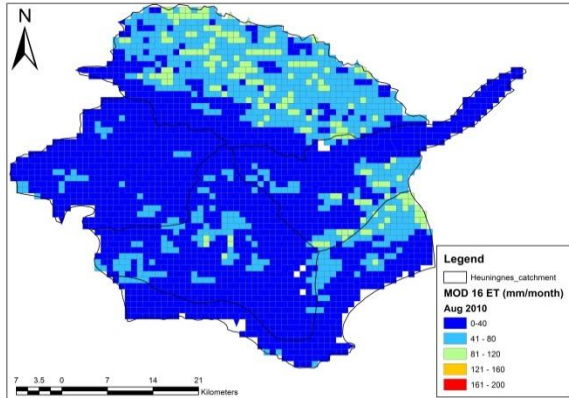 N
Legend
Heuningnes_catchment
MOD 16 ET (mm/month)
Aug 2010
0-40
41 - 80
81 - 120
121 - 160
161 - 200
7 3.5 0 7 14 21
Kilometers